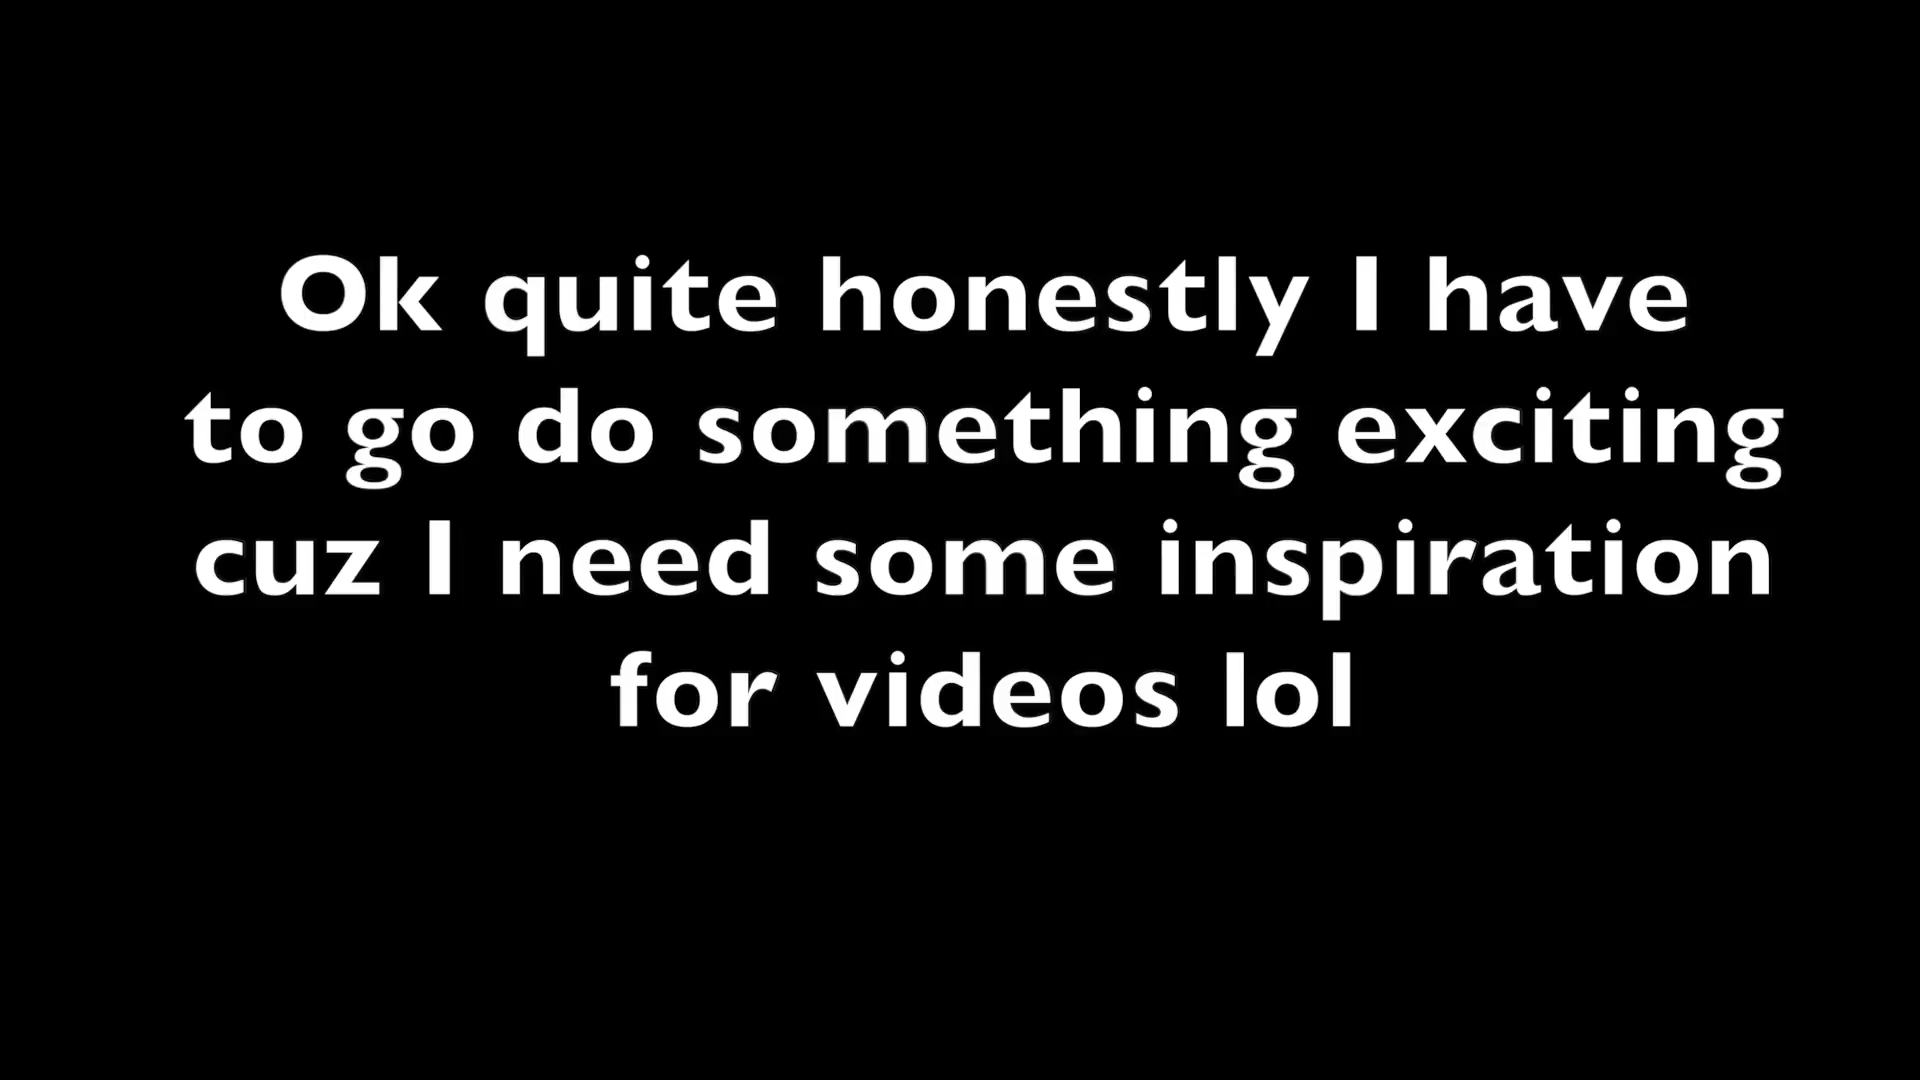 Ok quite honestly I have
to go do something exciting
cuz I need some inspiration
for videos lol